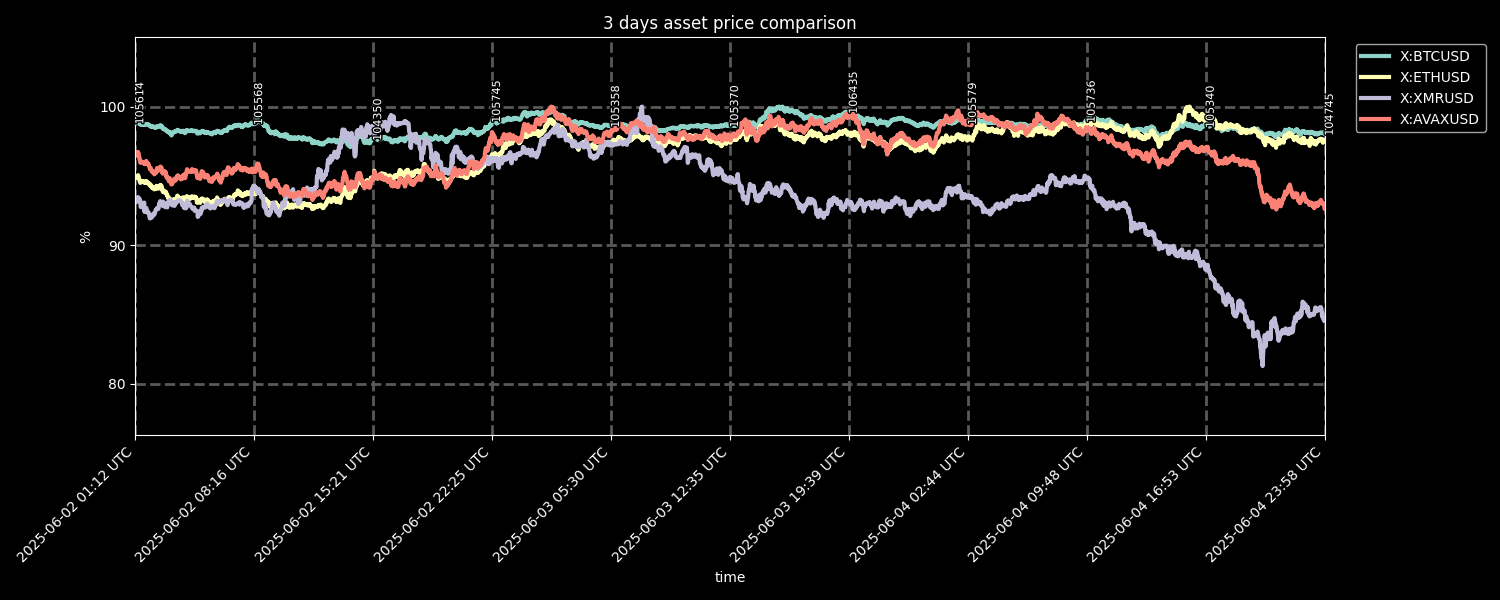 3 days asset price comparison
X:BTCUSD
X:ETHUSD
X:XMRUSD
X:AVAXUSD
100
90
80
%
105614
105568
104350
105745
105358
105370
106435
105579
105736
105340
104745
2025-06-02 01:12 UTC
2025-06-02 08:16 UTC
2025-06-02 15:21 UTC
2025-06-02 22:25 UTC
2025-06-03 05:30 UTC
2025-06-03 12:35 UTC
2025-06-03 19:39 UTC
2025-06-04 02:44 UTC
2025-06-04 09:48 UTC
2025-06-04 16:53 UTC
2025-06-04 23:58 UTC
time